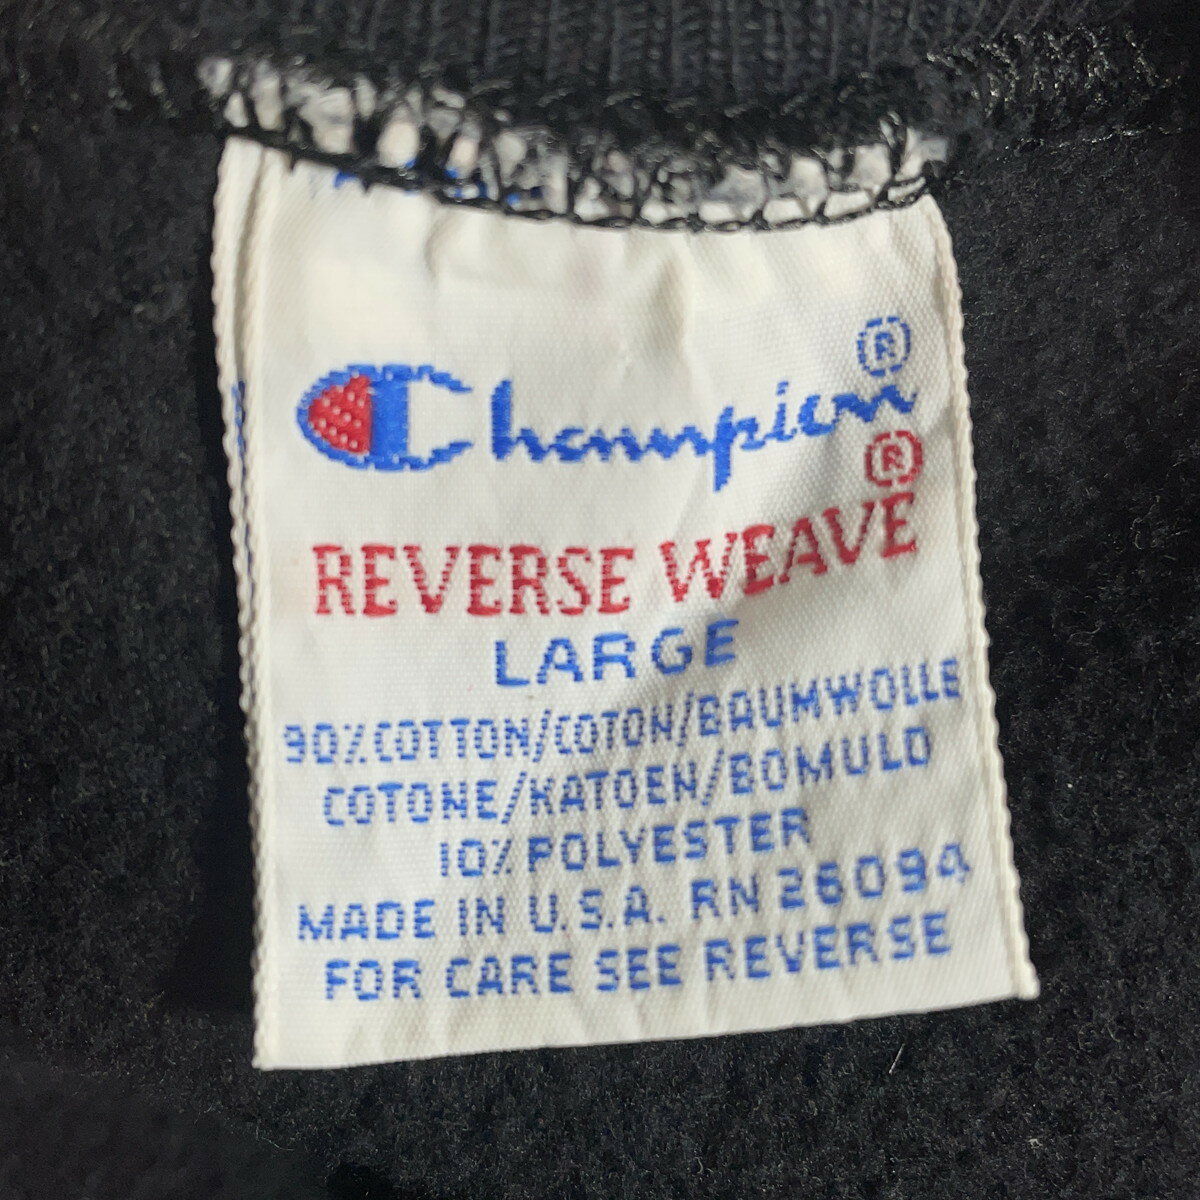 Champion®
®
REVERSE WEAVE
LARGE
90% COTTON/COTON/BAUMWOLLE
COTONE/KATOEN/BOMULD
10% POLYESTER
MADE IN U.S.A. RN 26094
FOR CARE SEE REVERSE